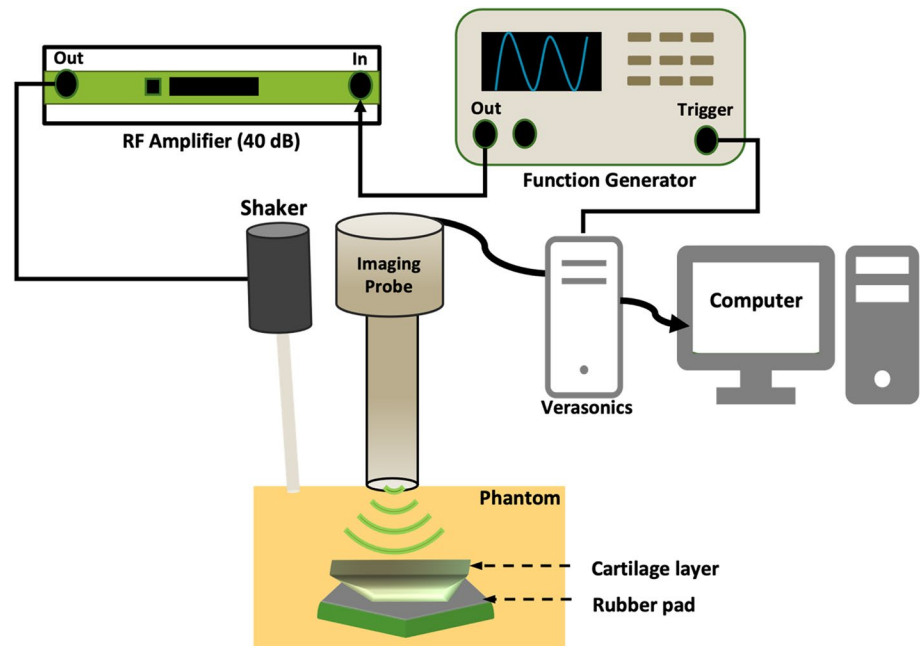 Out
In
RF Amplifier (40 dB)
Out
Trigger
Function Generator
Shaker
Imaging
Probe
Computer
Verasonics
Phantom
Cartilage layer
Rubber pad